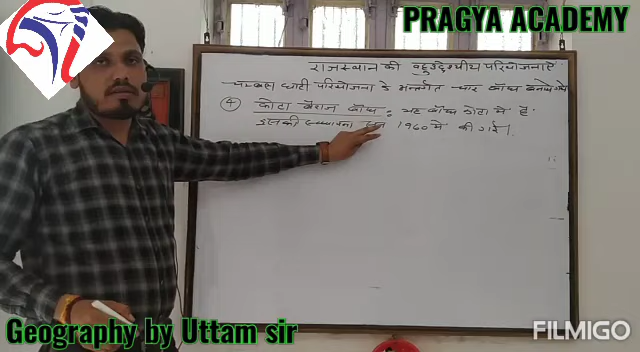 PRAGYA ACADEMY
राजस्थान की बहुउद्देश्यीय परियोजनाएं
चम्बल घाटी परियोजना के अन्तर्गत चार बाँध बनाये गये
④ कोटा बैराज बाँध : यह बाँध कोटा में है
इसकी स्थापना सन 1960 में की गई।
Geography by Uttam sir
FILMIGO